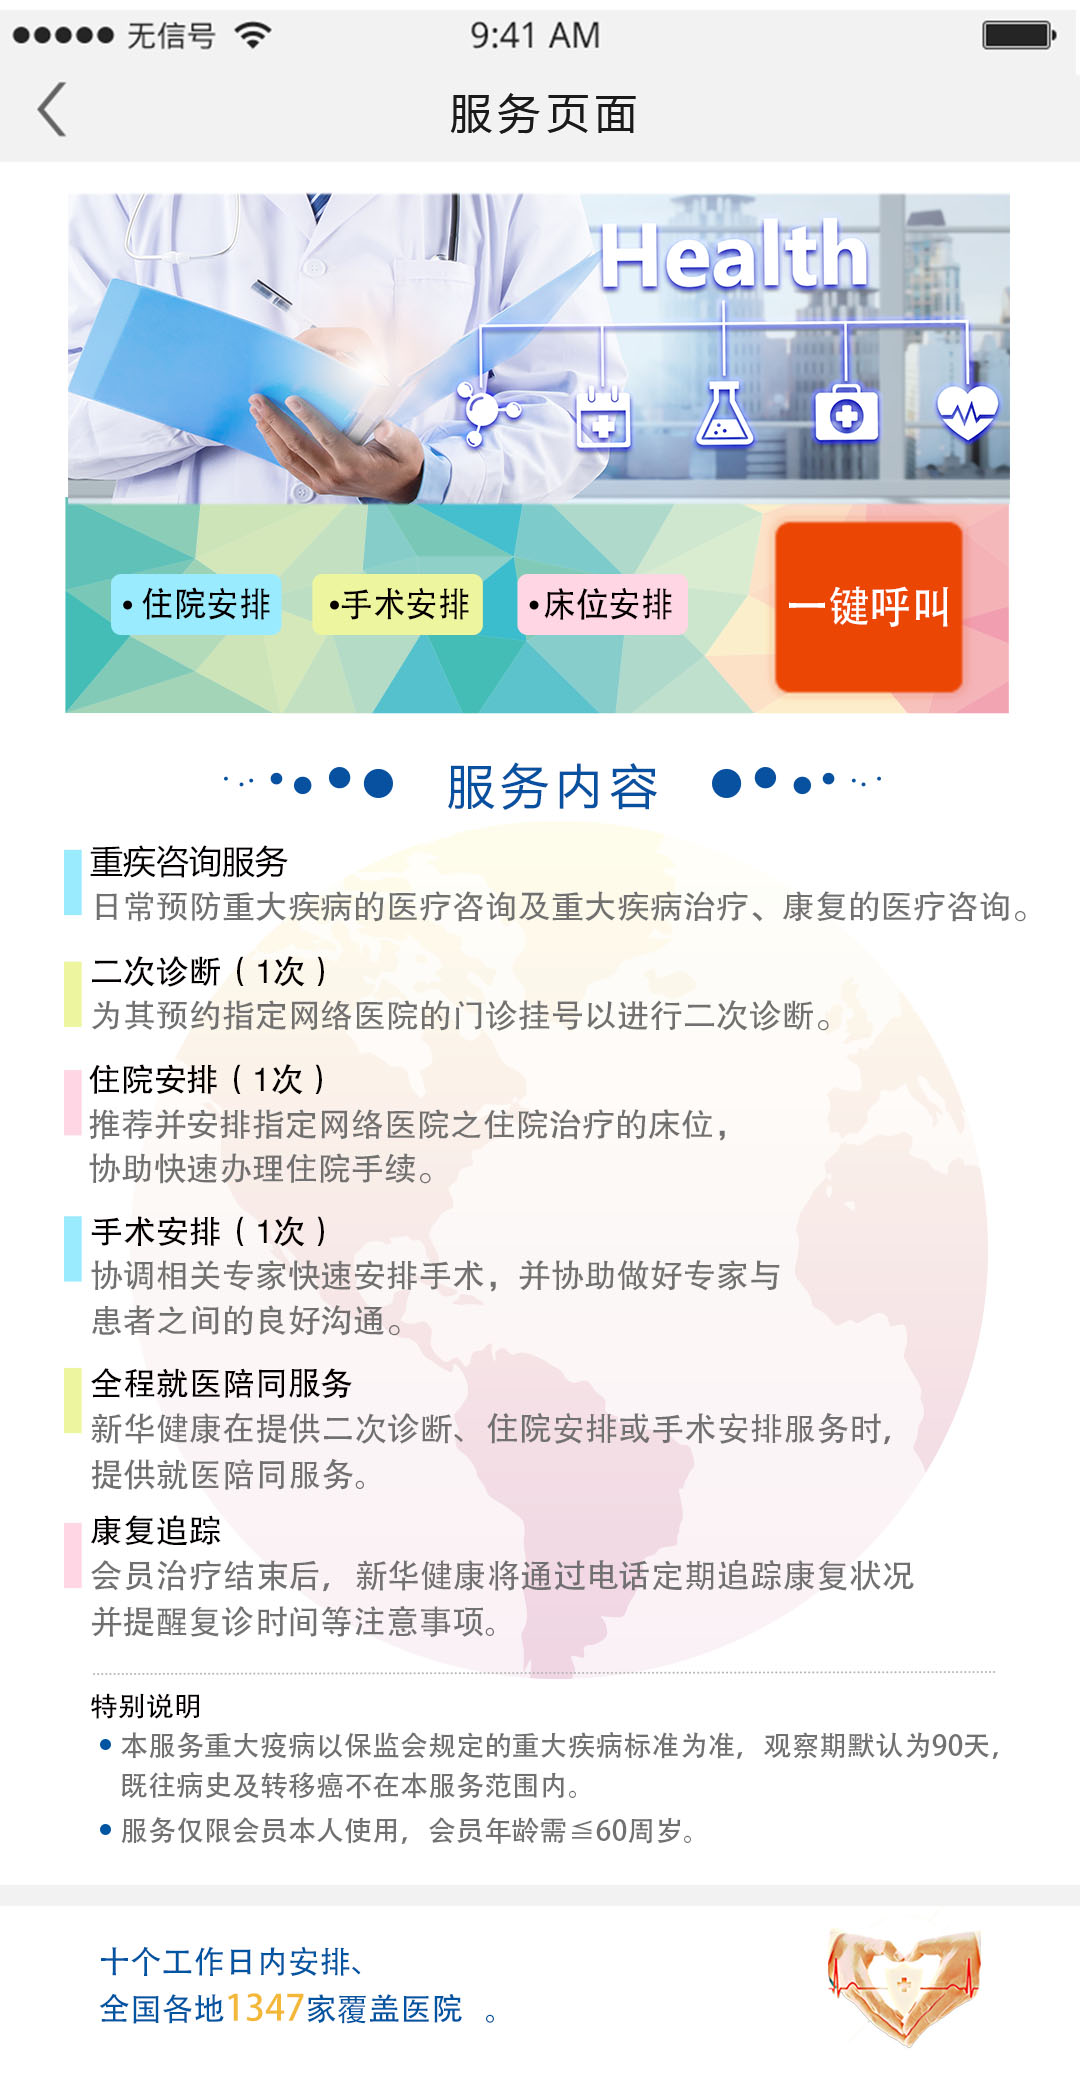 无信号 9:41 AM
服务页面
Health
• 住院安排 •手术安排 •床位安排
一键呼叫
服务内容
重疾咨询服务
日常预防重大疾病的医疗咨询及重大疾病治疗、康复的医疗咨询。
二次诊断（1次）
为其预约指定网络医院的门诊挂号以进行二次诊断。
住院安排（1次）
推荐并安排指定网络医院之住院治疗的床位，
协助快速办理住院手续。
手术安排（1次）
协调相关专家快速安排手术，并协助做好专家与
患者之间的良好沟通。
全程就医陪同服务
新华健康在提供二次诊断、住院安排或手术安排服务时,
提供就医陪同服务。
康复追踪
会员治疗结束后，新华健康将通过电话定期追踪康复状况
并提醒复诊时间等注意事项。
特别说明
本服务重大疫病以保监会规定的重大疾病标准为准，观察期默认为90天,
既往病史及转移癌不在本服务范围内。
服务仅限会员本人使用，会员年龄需≦60周岁。
十个工作日内安排、
全国各地1347家覆盖医院 。